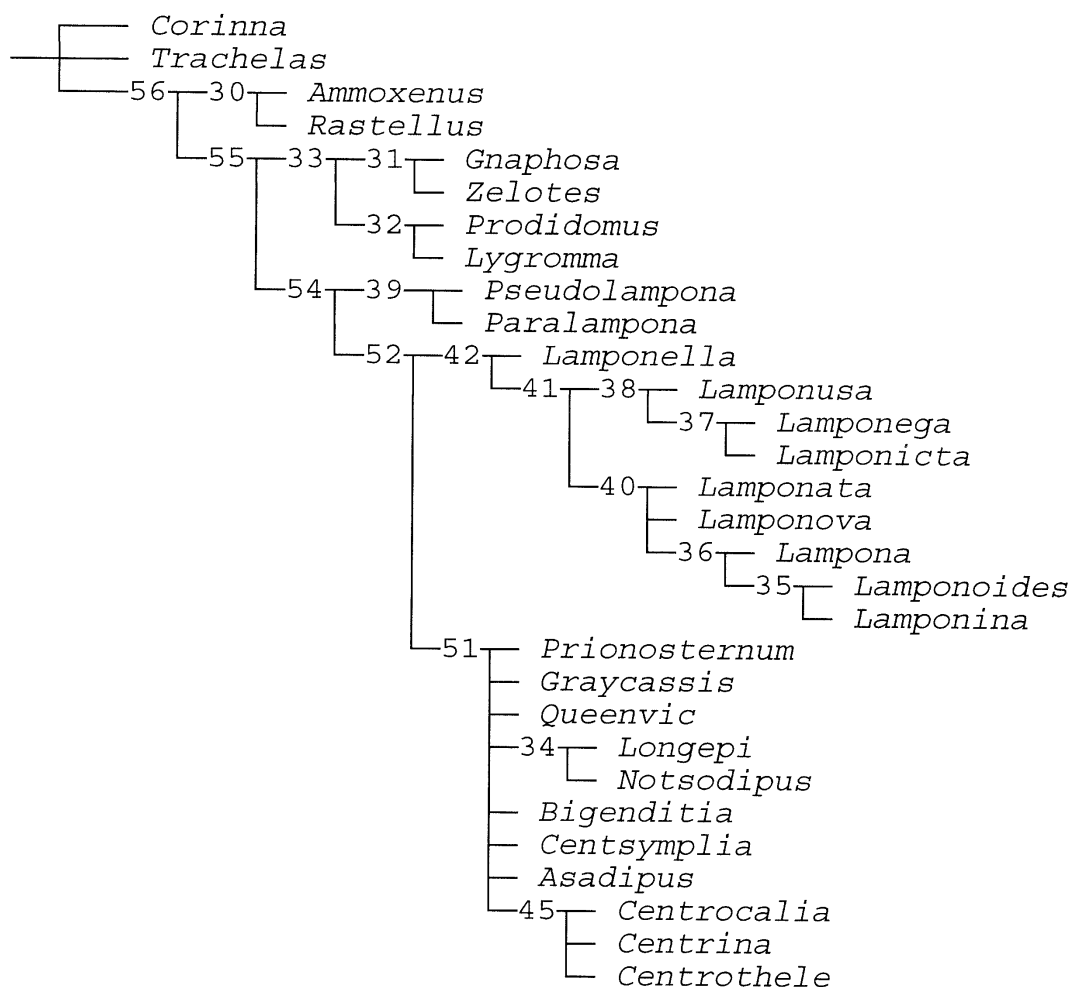 Corinna
Trachelas
56 30 Ammoxenus
Rastellus
55 33 31 Gnaphosa
Zelotes
32 Prodidomus
Lygromma
54 39 Pseudolampona
Paralampona
52 42 Lamponella
41 38 Lamponusa
37 Lamponega
Lamponicta
40 Lamponata
Lamponova
36 Lampona
35 Lamponoides
Lamponina
51 Prionosternum
Graycassis
Queenvic
34 Longepi
Notsodipus
Bigenditia
Centsymplia
Asadipus
45 Centrocalia
Centrina
Centrothele